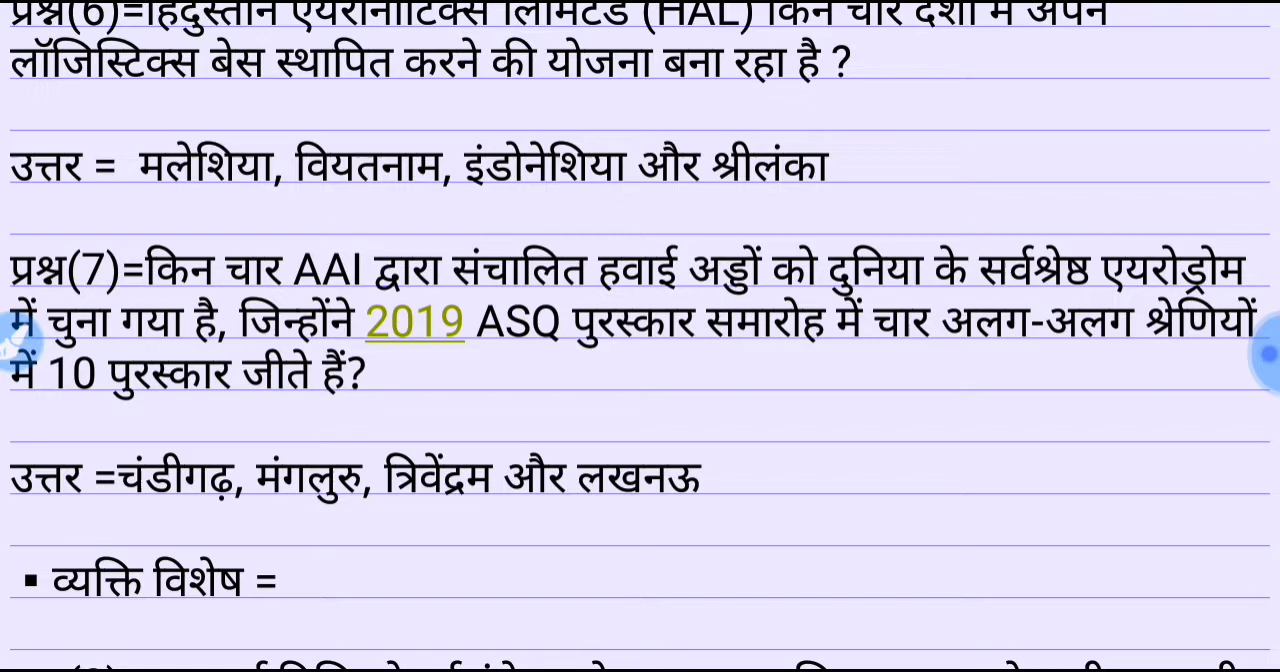 प्रश्न(6)=हिंदुस्तान एयरोनॉटिक्स लिमिटेड (HAL) किन चार देशों में अपने
लॉजिस्टिक्स बेस स्थापित करने की योजना बना रहा है ?
उत्तर = मलेशिया, वियतनाम, इंडोनेशिया और श्रीलंका
प्रश्न(7)=किन चार AAI द्वारा संचालित हवाई अड्डों को दुनिया के सर्वश्रेष्ठ एयरोड्रोम
में चुना गया है, जिन्होंने 2019 ASQ पुरस्कार समारोह में चार अलग-अलग श्रेणियों
में 10 पुरस्कार जीते हैं?
उत्तर =चंडीगढ़, मंगलुरु, त्रिवेंद्रम और लखनऊ
▪ व्यक्ति विशेष =